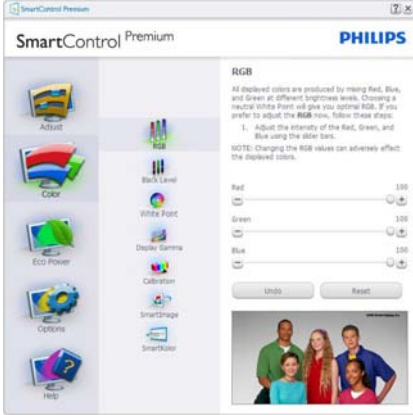 SmartControl Premium
SmartControl Premium
PHILIPS
Adjust
Color
Eco Power
Options
Help
RGB
Black Level
White Point
Display Gamma
Calibration
SmartImage
SmartKolor
RGB
All displayed colors are produced by mixing Red, Blue,
and Green at different brightness levels. Choosing a
neutral White Point will give you optimal RGB. If you
prefer to adjust the RGB now, follow these steps:
1. Adjust the intensity of the Red, Green, and
Blue using the slider bars.
NOTE: Changing the RGB values can adversely effect
the displayed colors.
Red 100
Green 100
Blue 100
Undo Reset